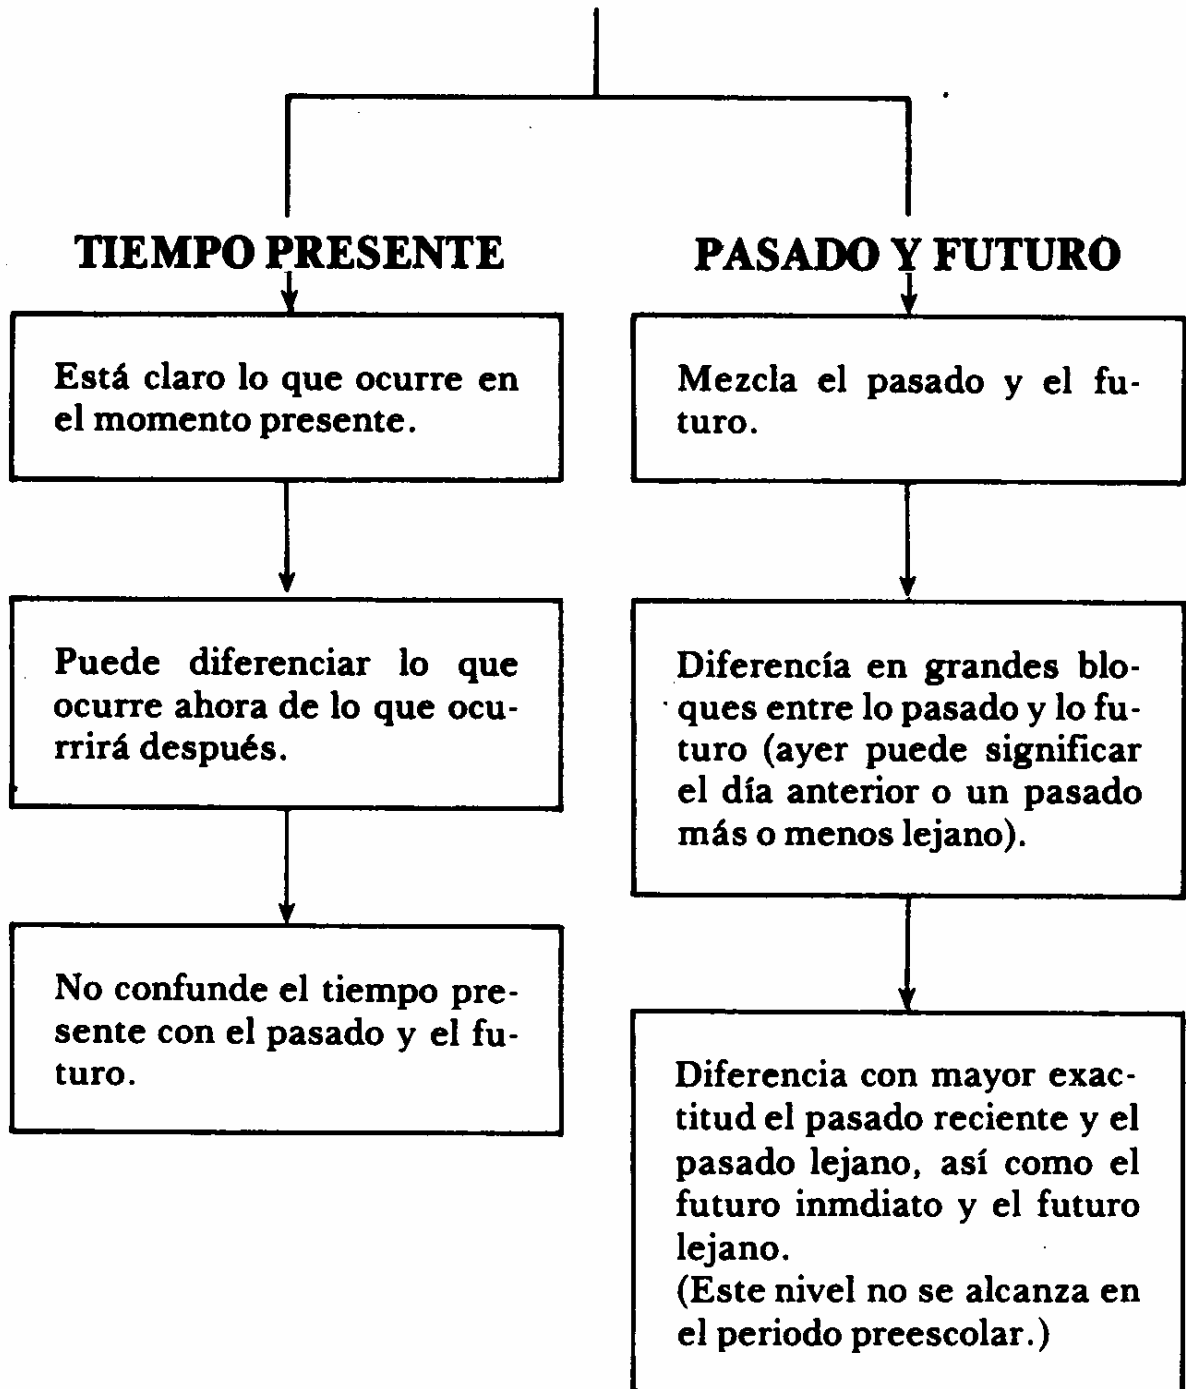 TIEMPO PRESENTE
Está claro lo que ocurre en
el momento presente.
Puede diferenciar lo que
ocurre ahora de lo que ocu-
rrirá después.
No confunde el tiempo pre-
sente con el pasado y el fu-
turo.
PASADO Y FUTURO
Mezcla el pasado y el fu-
turo.
Diferencía en grandes blo-
ques entre lo pasado y lo fu-
turo (ayer puede significar
el día anterior o un pasado
más o menos lejano).
Diferencia con mayor exac-
titud el pasado reciente y el
pasado lejano, así como el
futuro inmdiato y el futuro
lejano.
(Este nivel no se alcanza en
el periodo preescolar.)